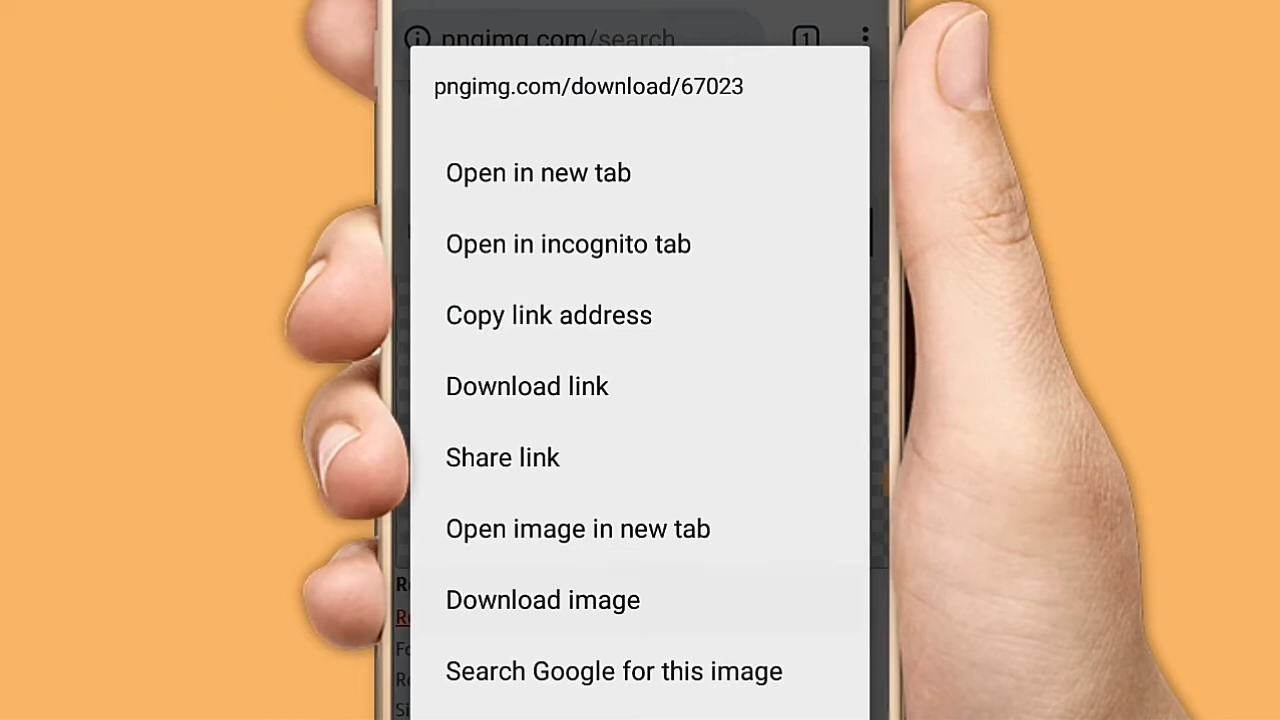 pngimg.com/search
1
pngimg.com/download/67023
Open in new tab
Open in incognito tab
Copy link address
Download link
Share link
Open image in new tab
Download image
Search Google for this image